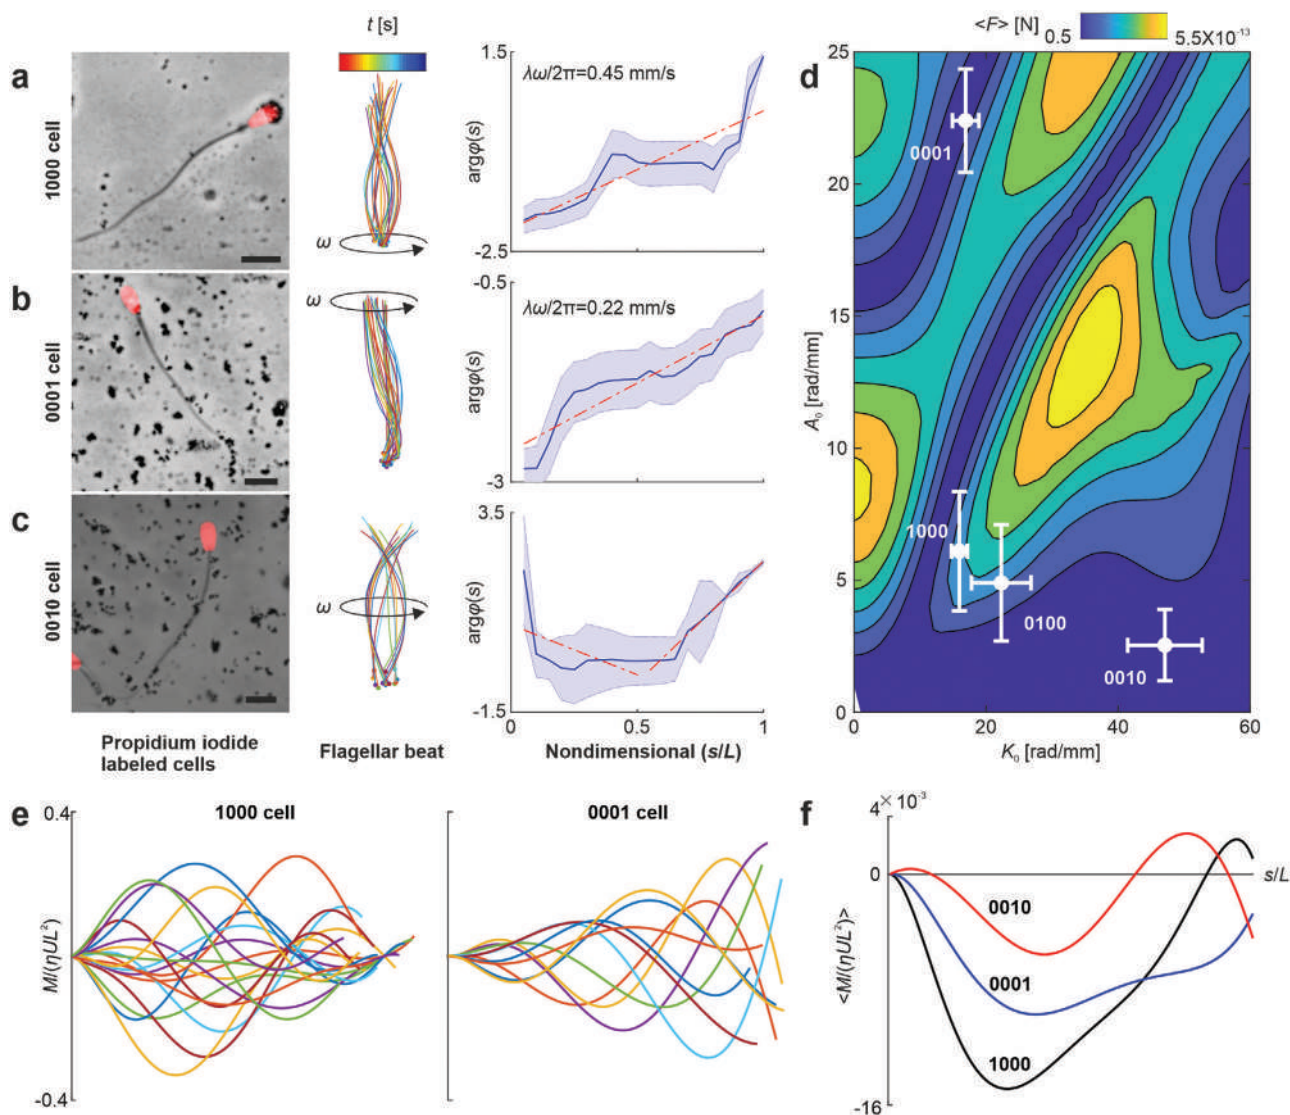 a
1000 cell
t [s]
ω
1.5
λω/2π=0.45 mm/s
argφ(s)
-2.5
b
0001 cell
ω
-0.5
λω/2π=0.22 mm/s
argφ(s)
-3
c
0010 cell
ω
3.5
argφ(s)
-1.5
0
0.5
1
Propidium iodide
labeled cells
Flagellar beat
Nondimensional (s/L)
<F> [N]
0.5
5.5X10⁻¹³
d
25
20
15
10
5
0
A₀ [rad/mm]
0001
1000
0100
0010
0
20
40
60
K₀ [rad/mm]
e
0.4
1000 cell
0001 cell
M/(ηUL²)
-0.4
f
4× 10⁻³
0
s/L
<M/(ηUL²)>
0010
0001
1000
-16